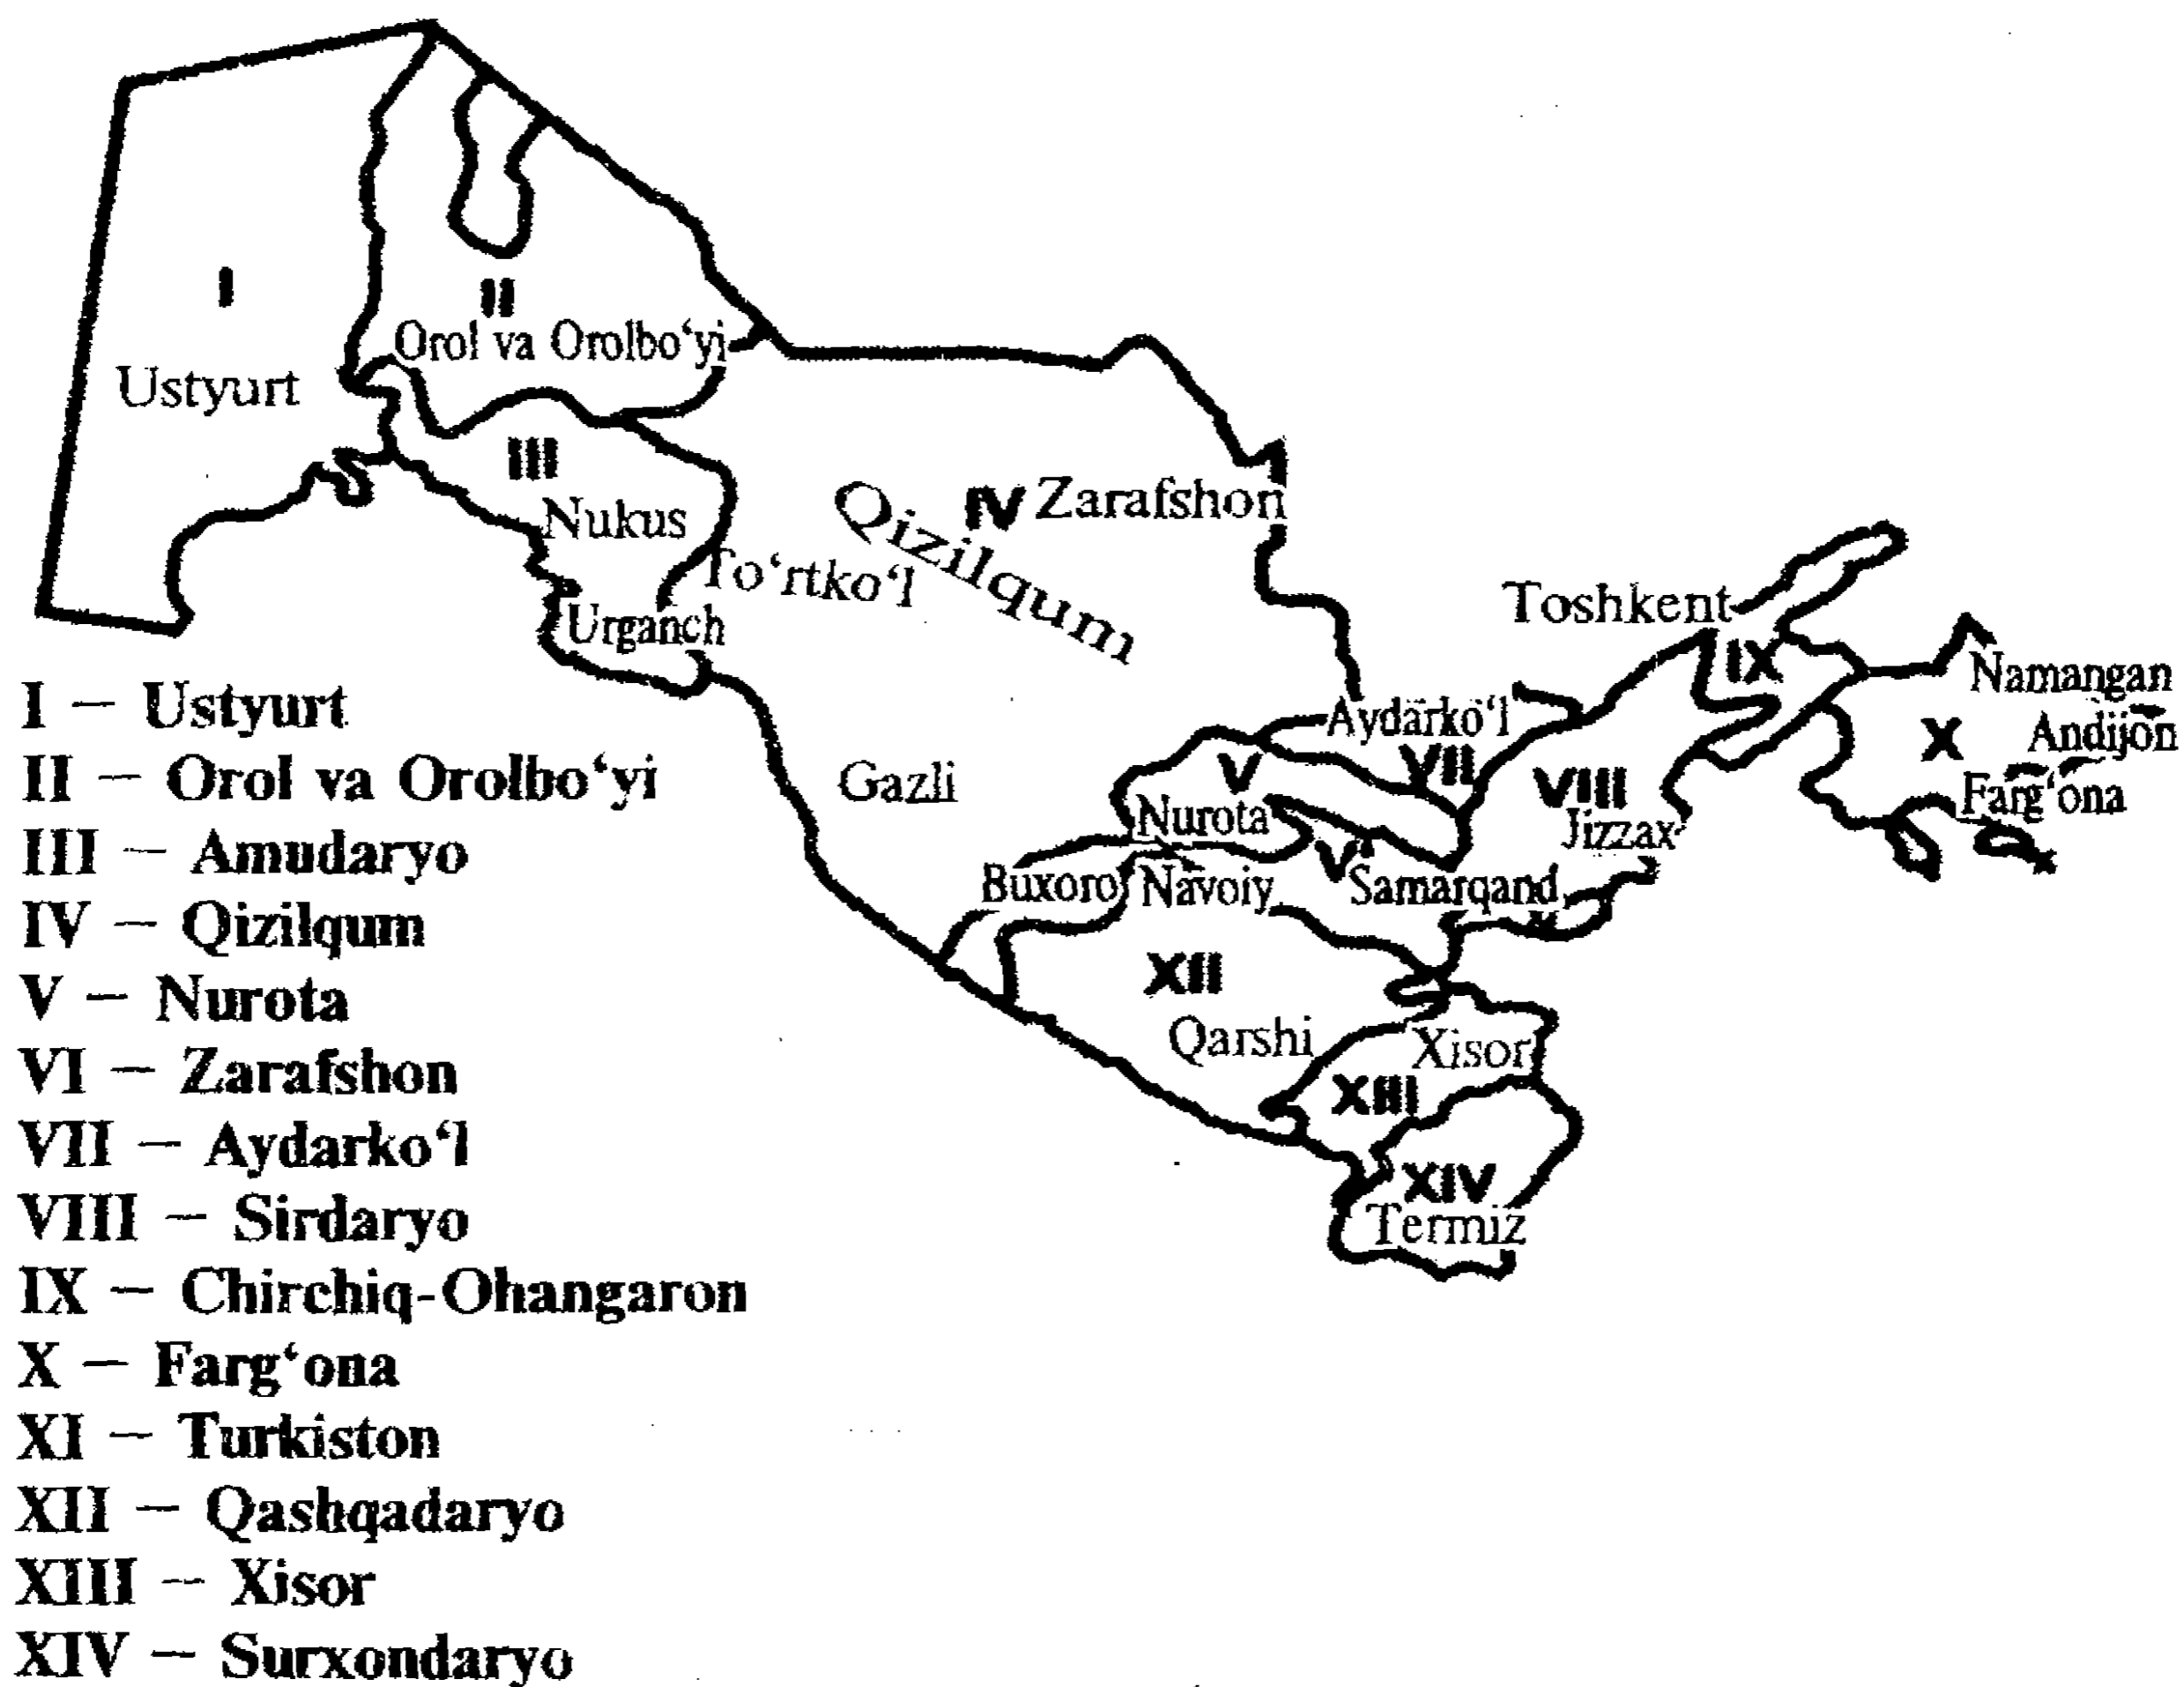 I
II
Orol va Orolbo‘yi
Ustyurt
III
Nukus
To‘rtko‘l
Urganch
Qizilqum
IV Zarafshon
Toshkent
IX
Namangan
Andijon
X
Farg‘ona
Aydarko‘l
VII
V
VIII
Jizzax
Gazli
Nurota
Buxoro
Navoiy
Samarqand
XII
Qarshi
Xisor
XIII
XIV
Termiz
I – Ustyurt
II – Orol va Orolbo‘yi
III – Amudaryo
IV – Qizilqum
V – Nurota
VI – Zarafshon
VII – Aydarko‘l
VIII – Sirdaryo
IX – Chirchiq-Ohangaron
X – Farg‘ona
XI – Turkiston
XII – Qashqadaryo
XIII – Xisor
XIV – Surxondaryo